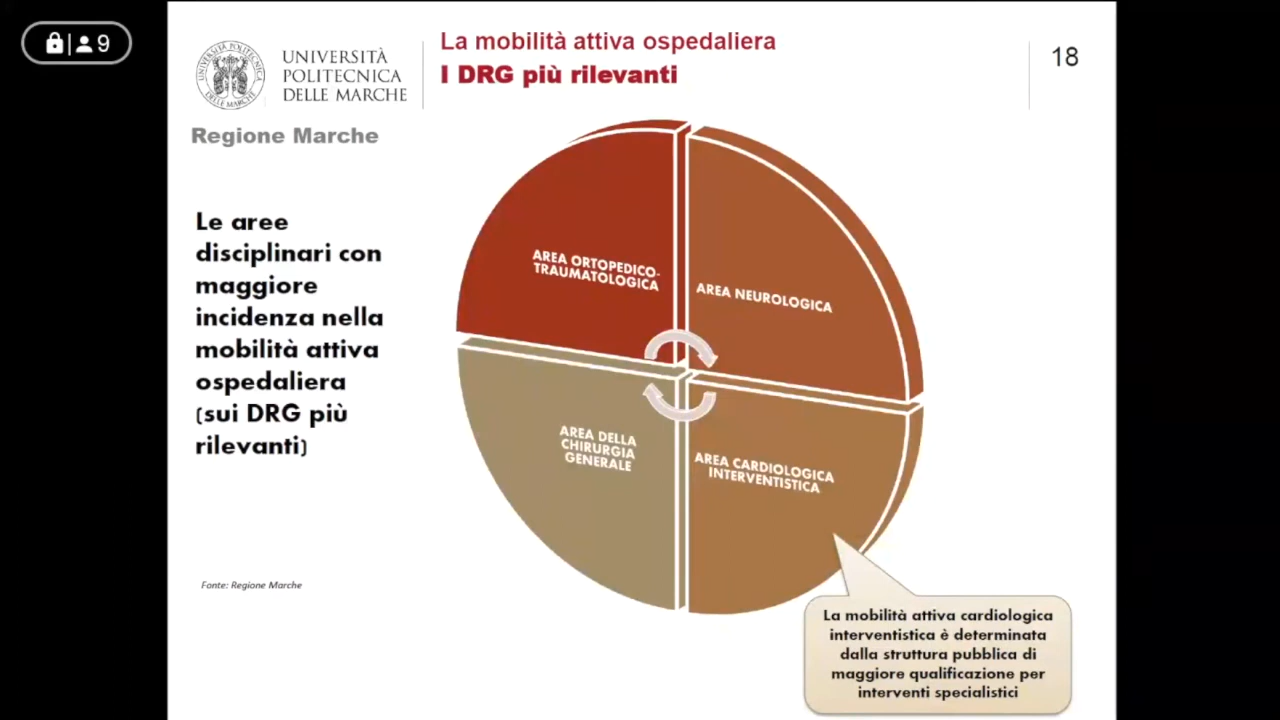 9
UNIVERSITÀ
POLITECNICA
DELLE MARCHE
La mobilità attiva ospedaliera
I DRG più rilevanti
18
Regione Marche
Le aree
disciplinari con
maggiore
incidenza nella
mobilità attiva
ospedaliera
(sui DRG più
rilevanti)
AREA ORTOPEDICO-
TRAUMATOLOGICA
AREA NEUROLOGICA
AREA DELLA
CHIRURGIA
GENERALE
AREA CARDIOLOGICA
INTERVENTISTICA
Fonte: Regione Marche
La mobilità attiva cardiologica
interventistica è determinata
dalla struttura pubblica di
maggiore qualificazione per
interventi specialistici